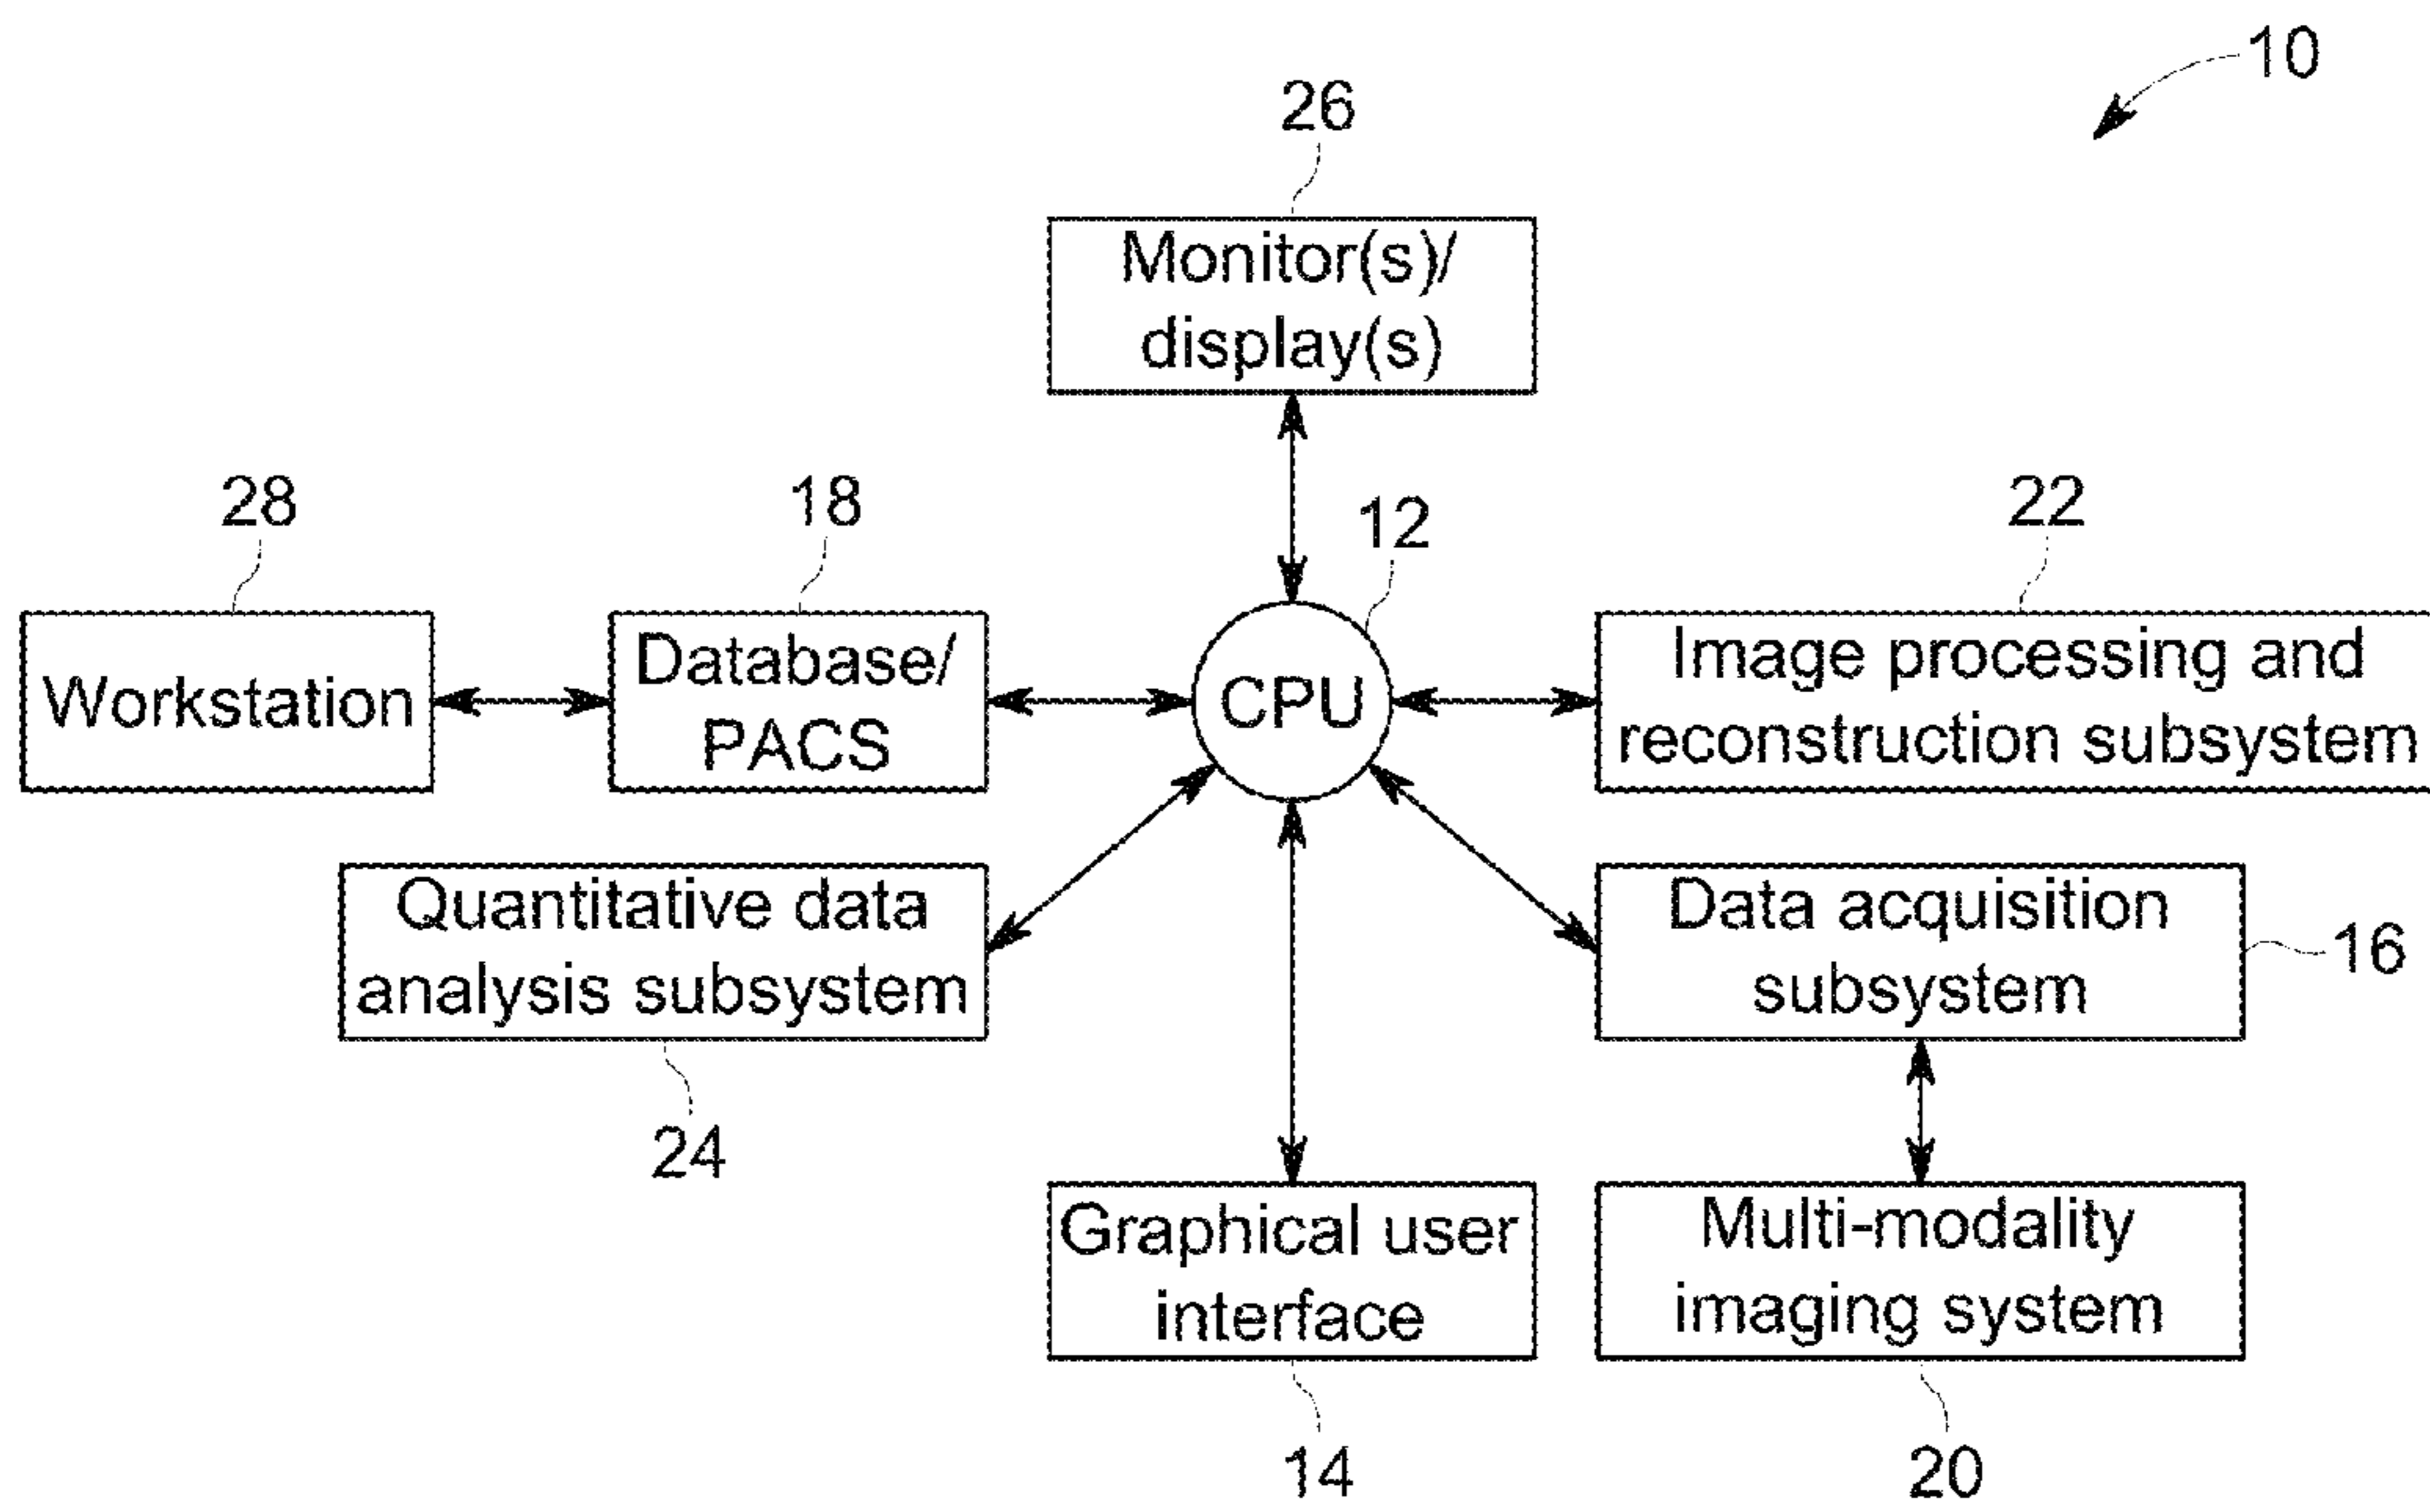 10
26
Monitor(s)/
display(s)
28
18
12
22
Workstation
Database/
PACS
CPU
Image processing and
reconstruction subsystem
Quantitative data
analysis subsystem
24
Data acquisition
subsystem
16
Graphical user
interface
14
Multi-modality
imaging system
20